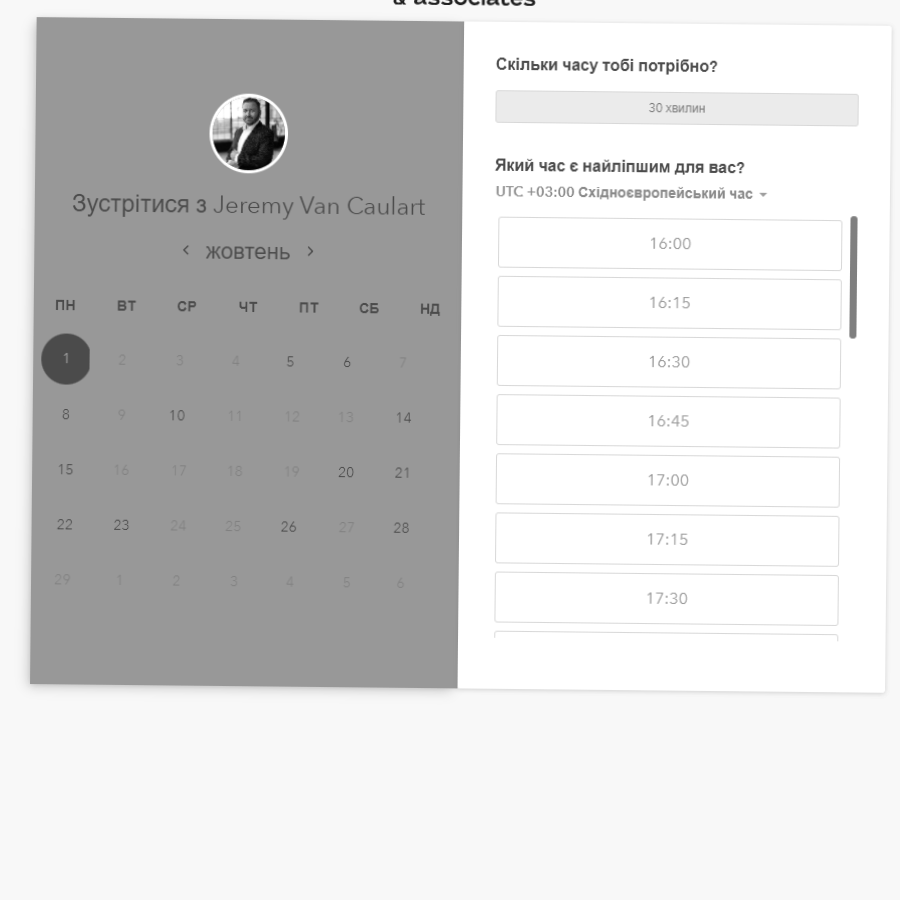 & associates
Зустрітися з Jeremy Van Caulart
жовтень
ПН ВТ СР ЧТ ПТ СБ НД
1 2 3 4 5 6 7
8 9 10 11 12 13 14
15 16 17 18 19 20 21
22 23 24 25 26 27 28
29 1 2 3 4 5 6
Скільки часу тобі потрібно?
30 хвилин
Який час є найліпшим для вас?
UTC +03:00 Східноєвропейський час
16:00
16:15
16:30
16:45
17:00
17:15
17:30